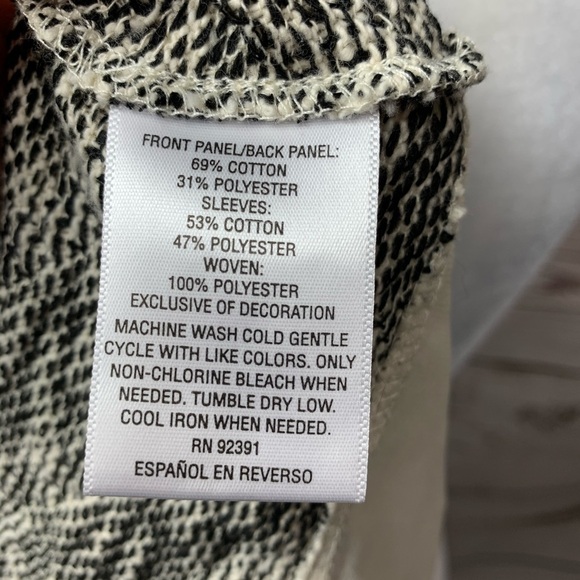 FRONT PANEL/BACK PANEL:
69% COTTON
31% POLYESTER
SLEEVES:
53% COTTON
47% POLYESTER
WOVEN:
100% POLYESTER
EXCLUSIVE OF DECORATION
MACHINE WASH COLD GENTLE
CYCLE WITH LIKE COLORS. ONLY
NON-CHLORINE BLEACH WHEN
NEEDED. TUMBLE DRY LOW.
COOL IRON WHEN NEEDED.
RN 92391
ESPAÑOL EN REVERSO